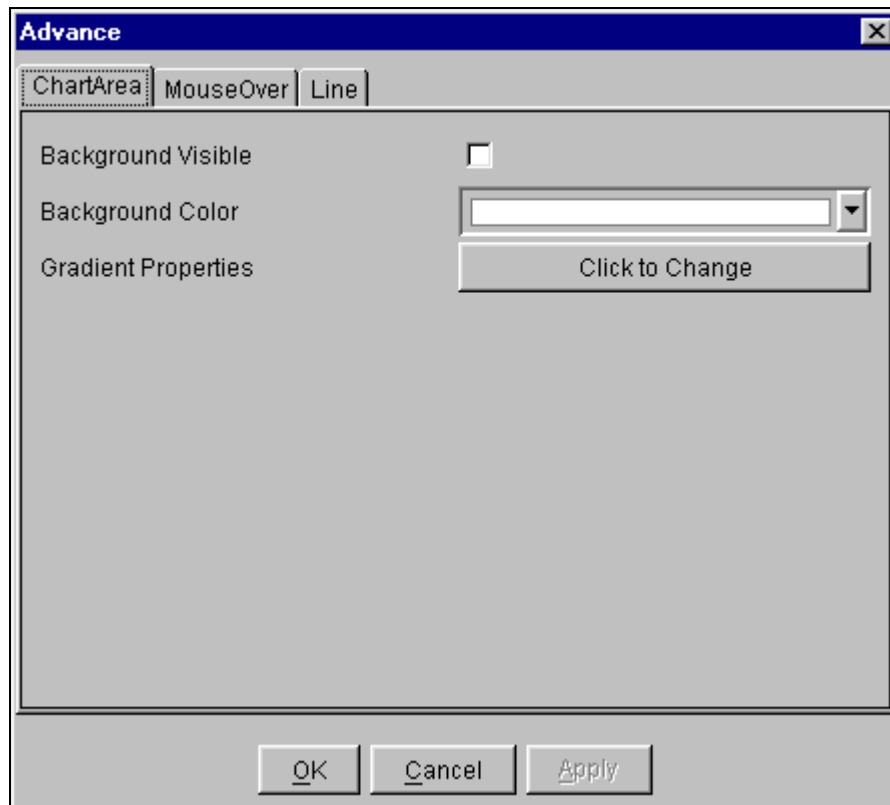 Advance
ChartArea MouseOver Line
Background Visible
Background Color
Gradient Properties Click to Change
OK Cancel Apply